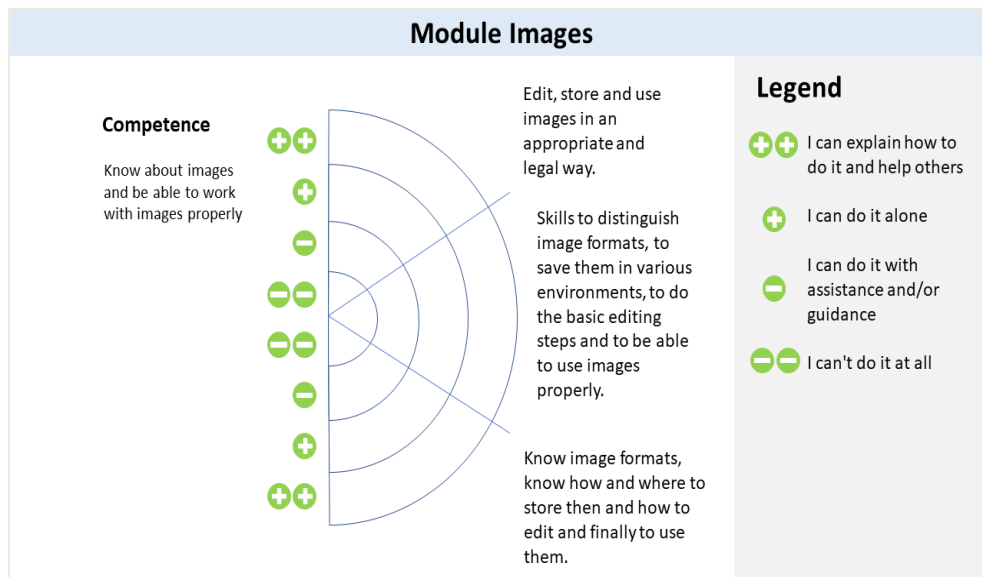 Module Images
Competence
Know about images
and be able to work
with images properly
Edit, store and use
images in an
appropriate and
legal way.
Skills to distinguish
image formats, to
save them in various
environments, to do
the basic editing
steps and to be able
to use images
properly.
Know image formats,
know how and where to
store then and how to
edit and finally to use
them.
Legend
I can explain how to
do it and help others
I can do it alone
I can do it with
assistance and/or
guidance
I can't do it at all